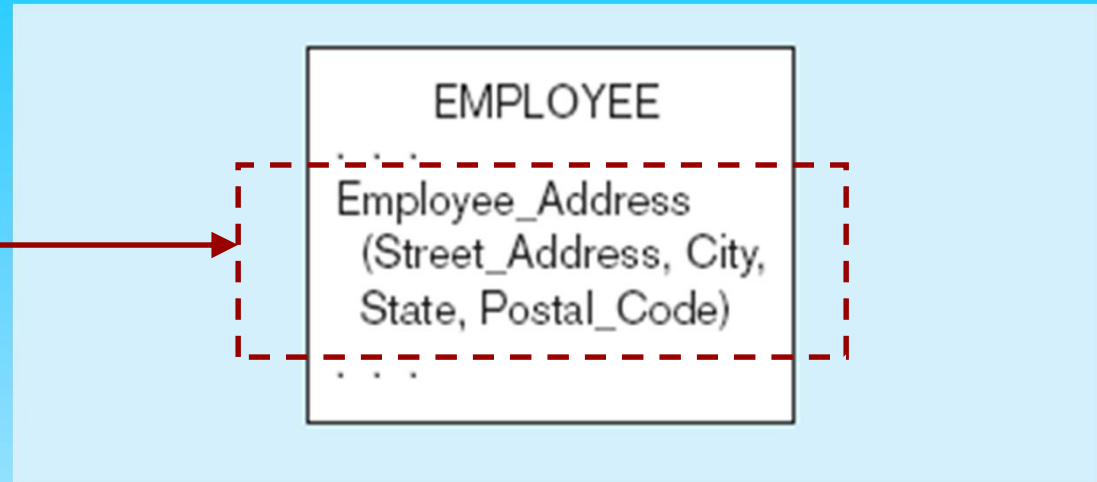 EMPLOYEE
. . .
Employee_Address
(Street_Address, City,
State, Postal_Code)
. . .